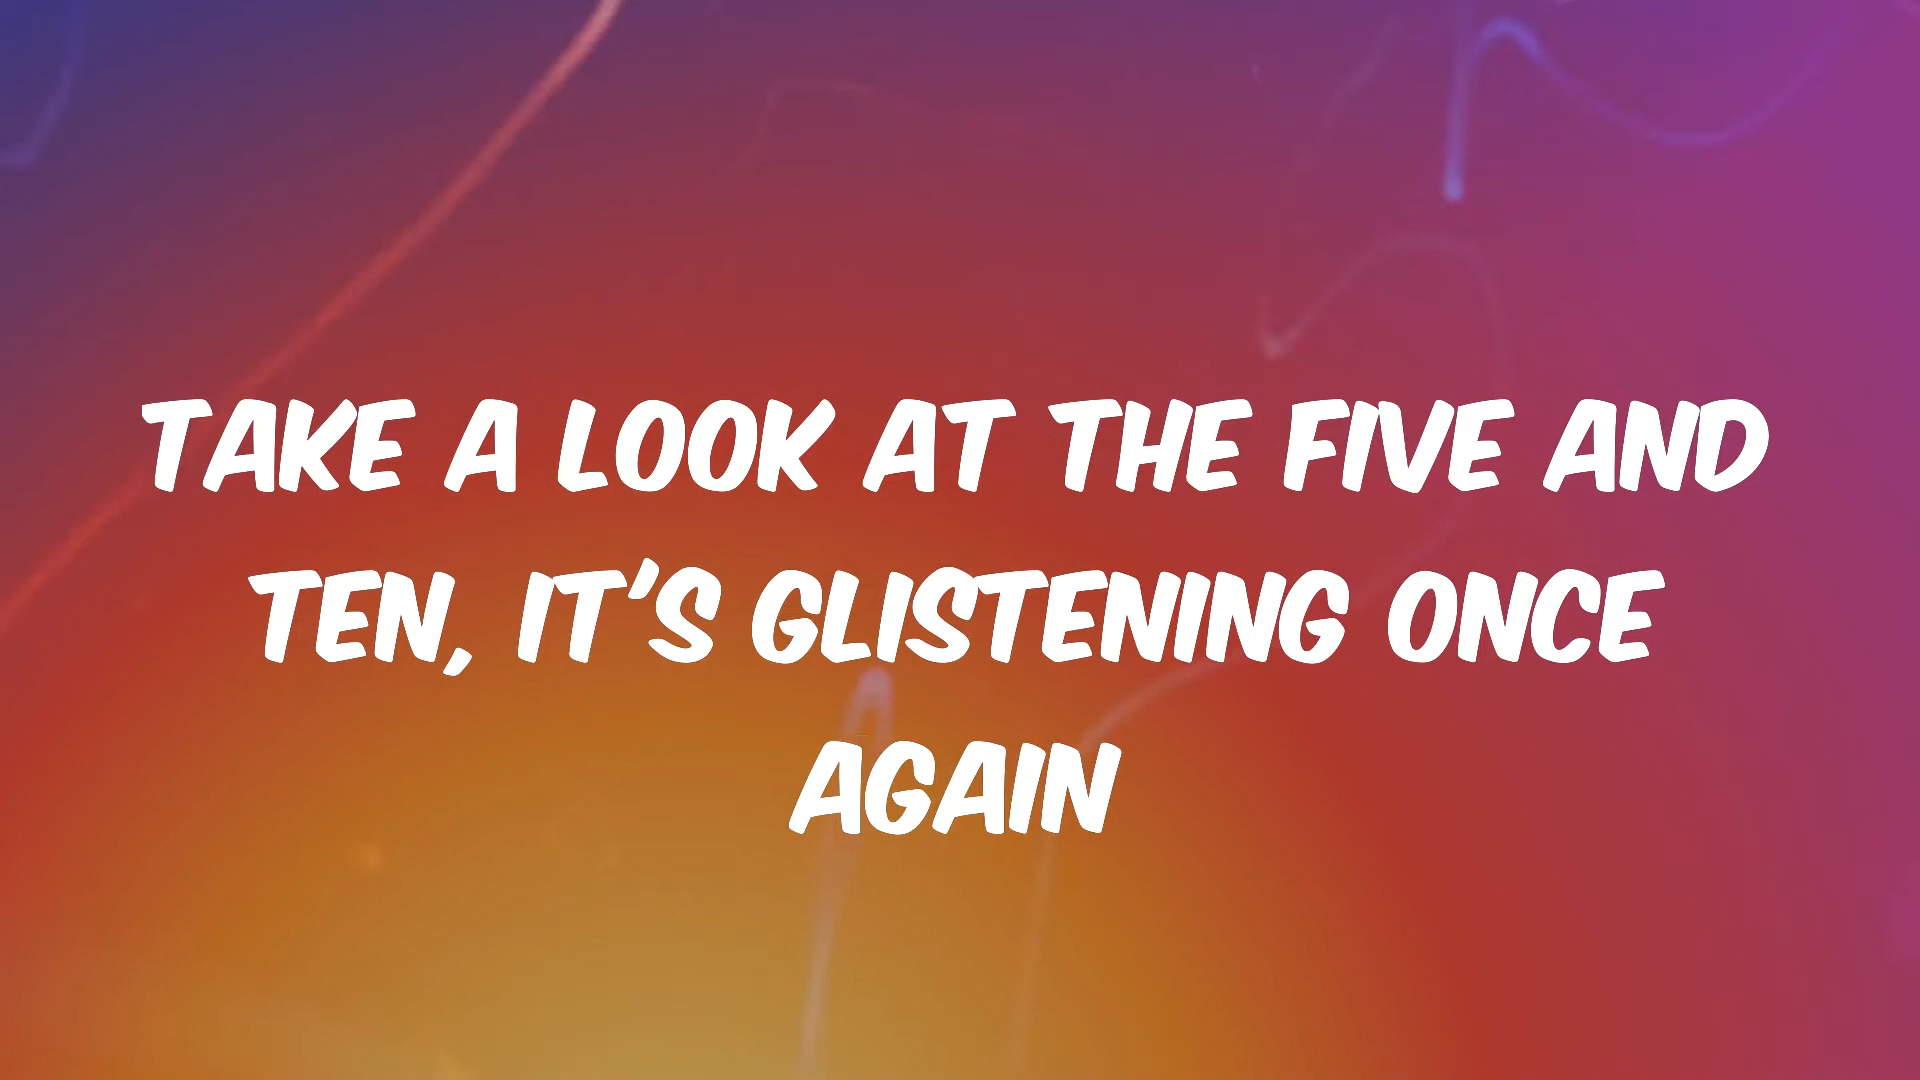 TAKE A LOOK AT THE FIVE AND
TEN, IT'S GLISTENING ONCE
AGAIN